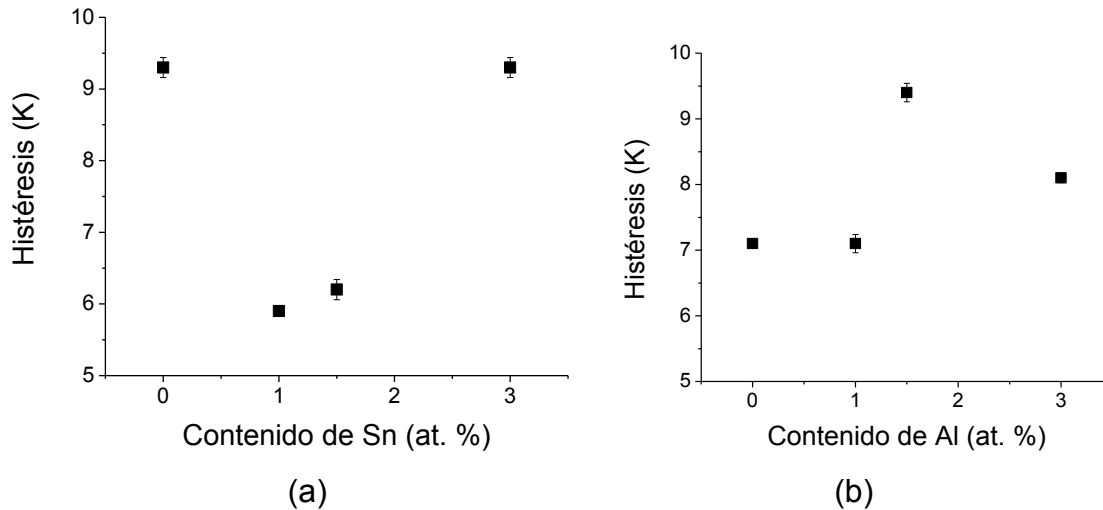 10
9
8
7
6
5
Histéresis (K)
0 1 2 3
Contenido de Sn (at. %)
(a)
10
9
8
7
6
5
Histéresis (K)
0 1 2 3
Contenido de Al (at. %)
(b)